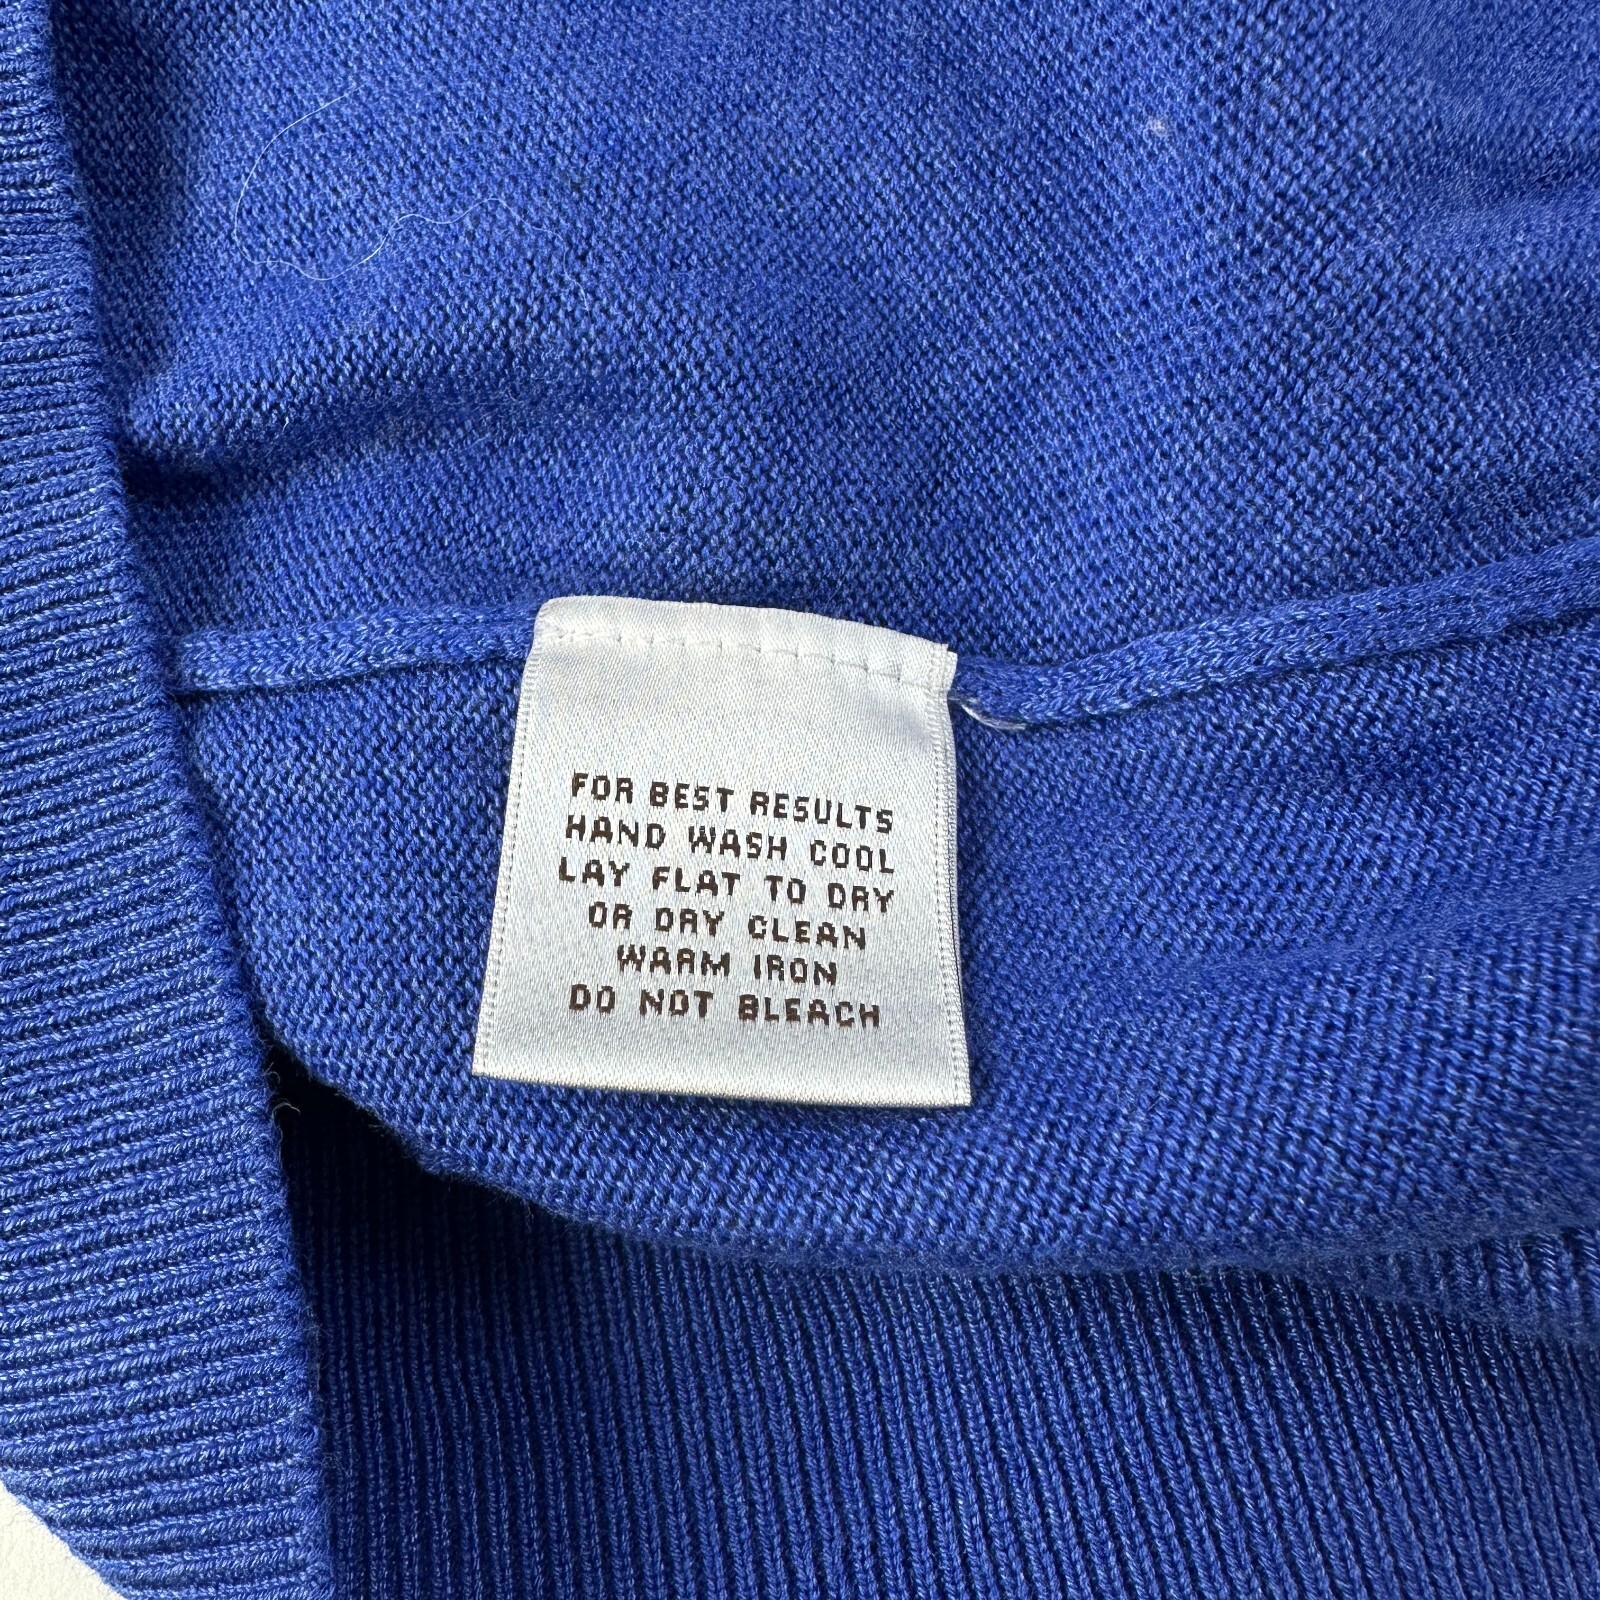 FOR BEST RESULTS
HAND WASH COOL
LAY FLAT TO DRY
OR DRY CLEAN
WARM IRON
DO NOT BLEACH